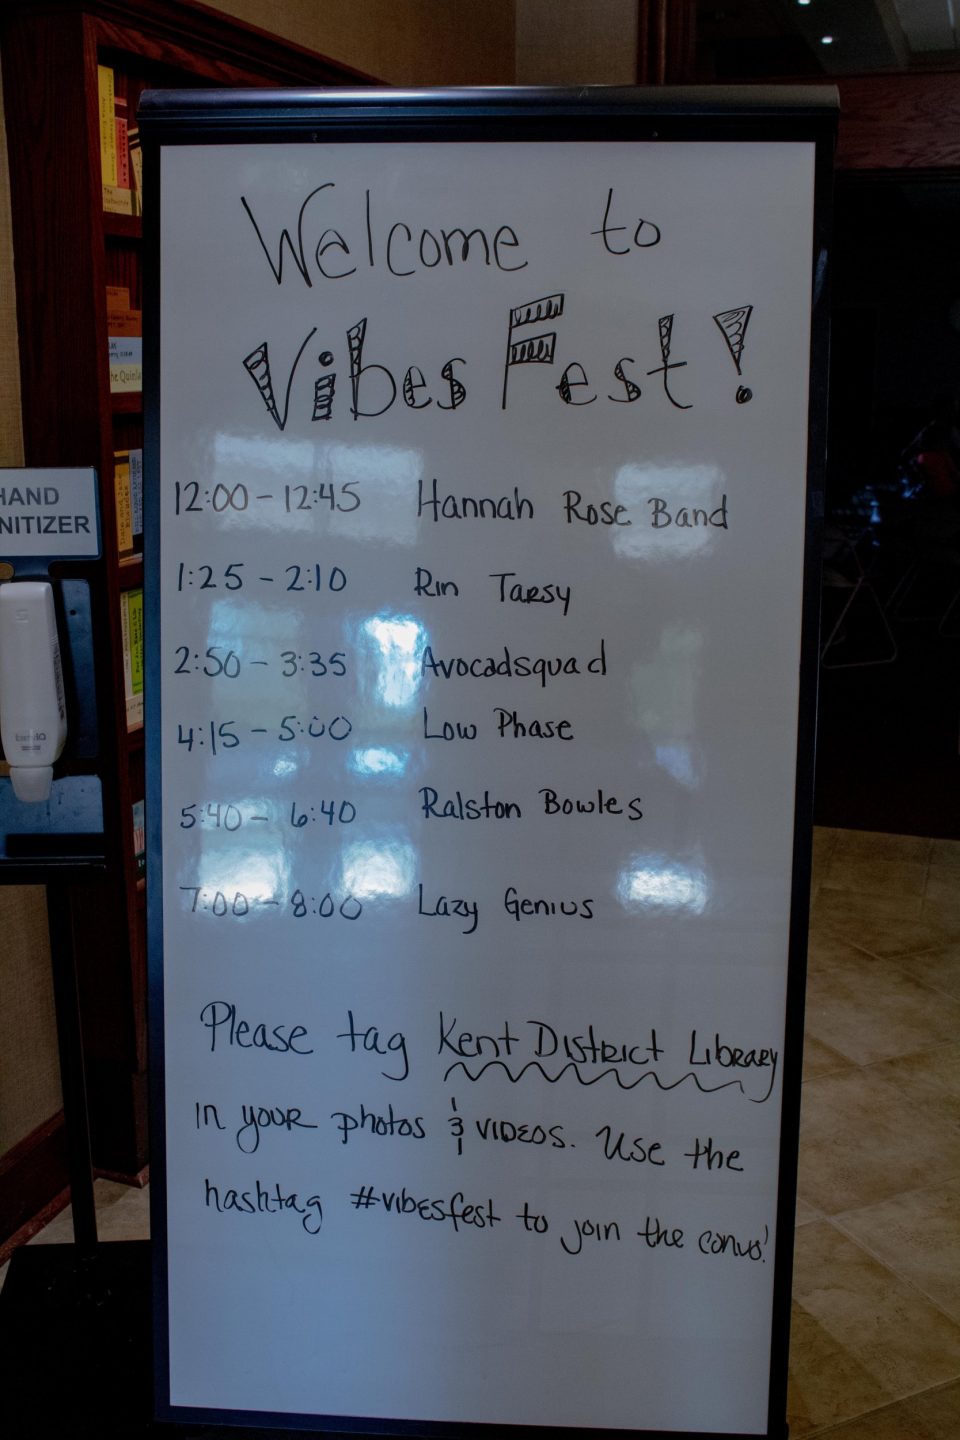 Welcome to
Vibes Fest!
12:00 - 12:45 Hannah Rose Band
1:25 - 2:10 Rin Tarsy
2:50 - 3:35 Avocadsquad
4:15 - 5:00 Low Phase
5:40 - 6:40 Ralston Bowles
7:00 - 8:00 Lazy Genius
Please tag Kent District Library
in your photos & videos. Use the
hashtag #vibesfest to join the convo!
HAND
NITIZER
the Quinla